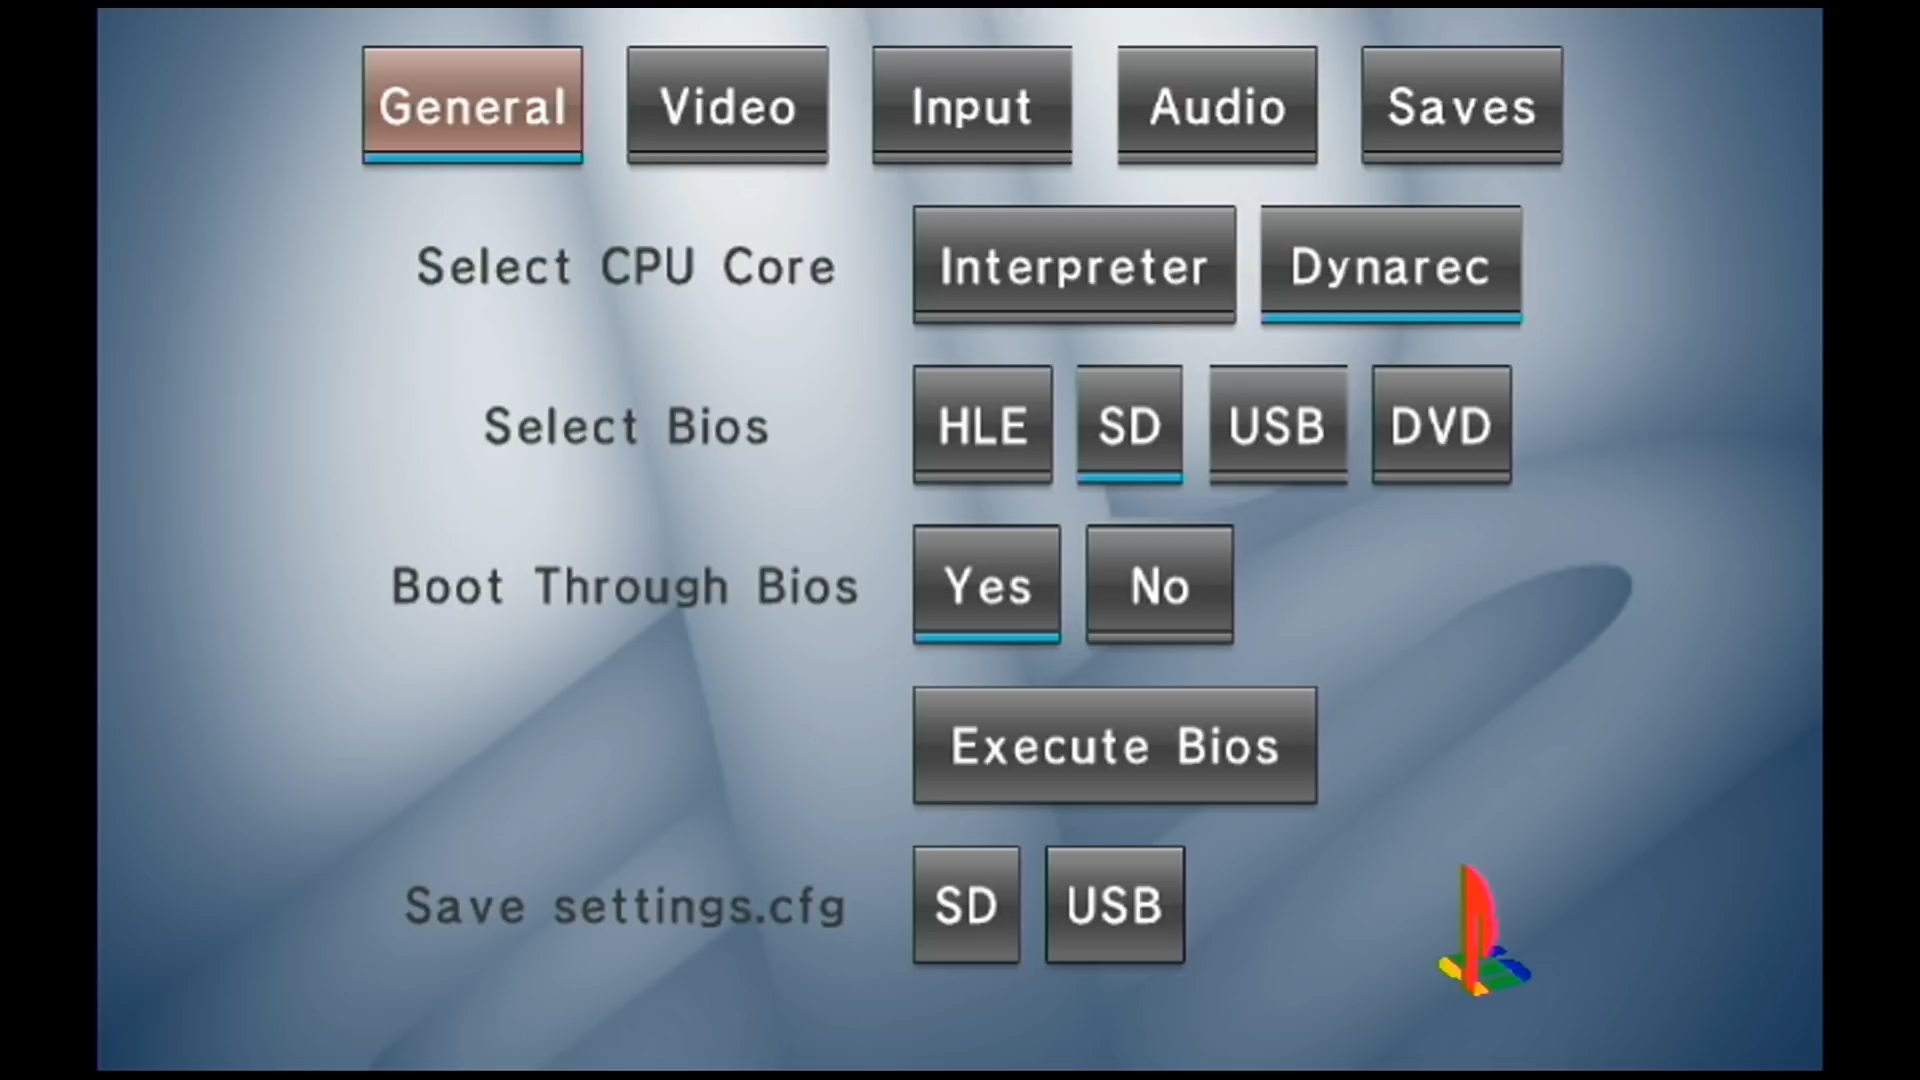 General Video Input Audio Saves
Select CPU Core Interpreter Dynarec
Select Bios HLE SD USB DVD
Boot Through Bios Yes No
Execute Bios
Save settings.cfg SD USB